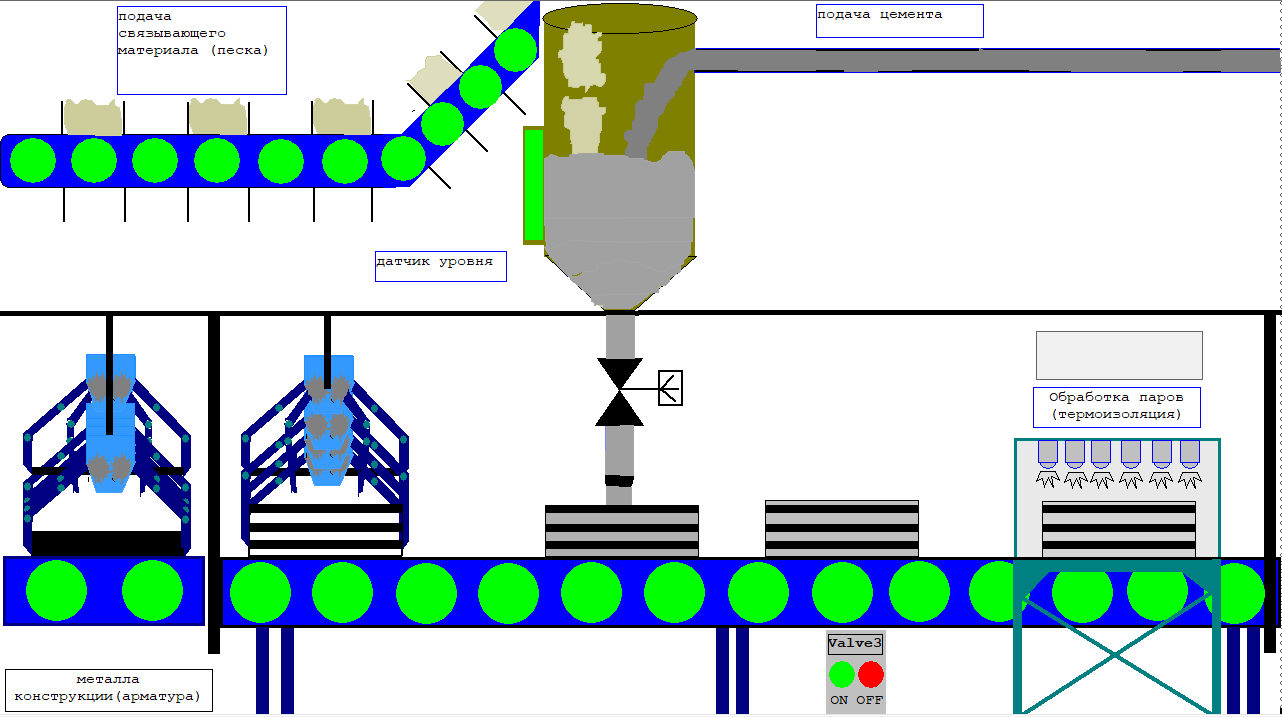 подача
связывающего
материала (песка)
подача цемента
датчик уровня
Обработка паров
(термоизоляция)
металла
конструкции(арматура)
Valve3
ON OFF